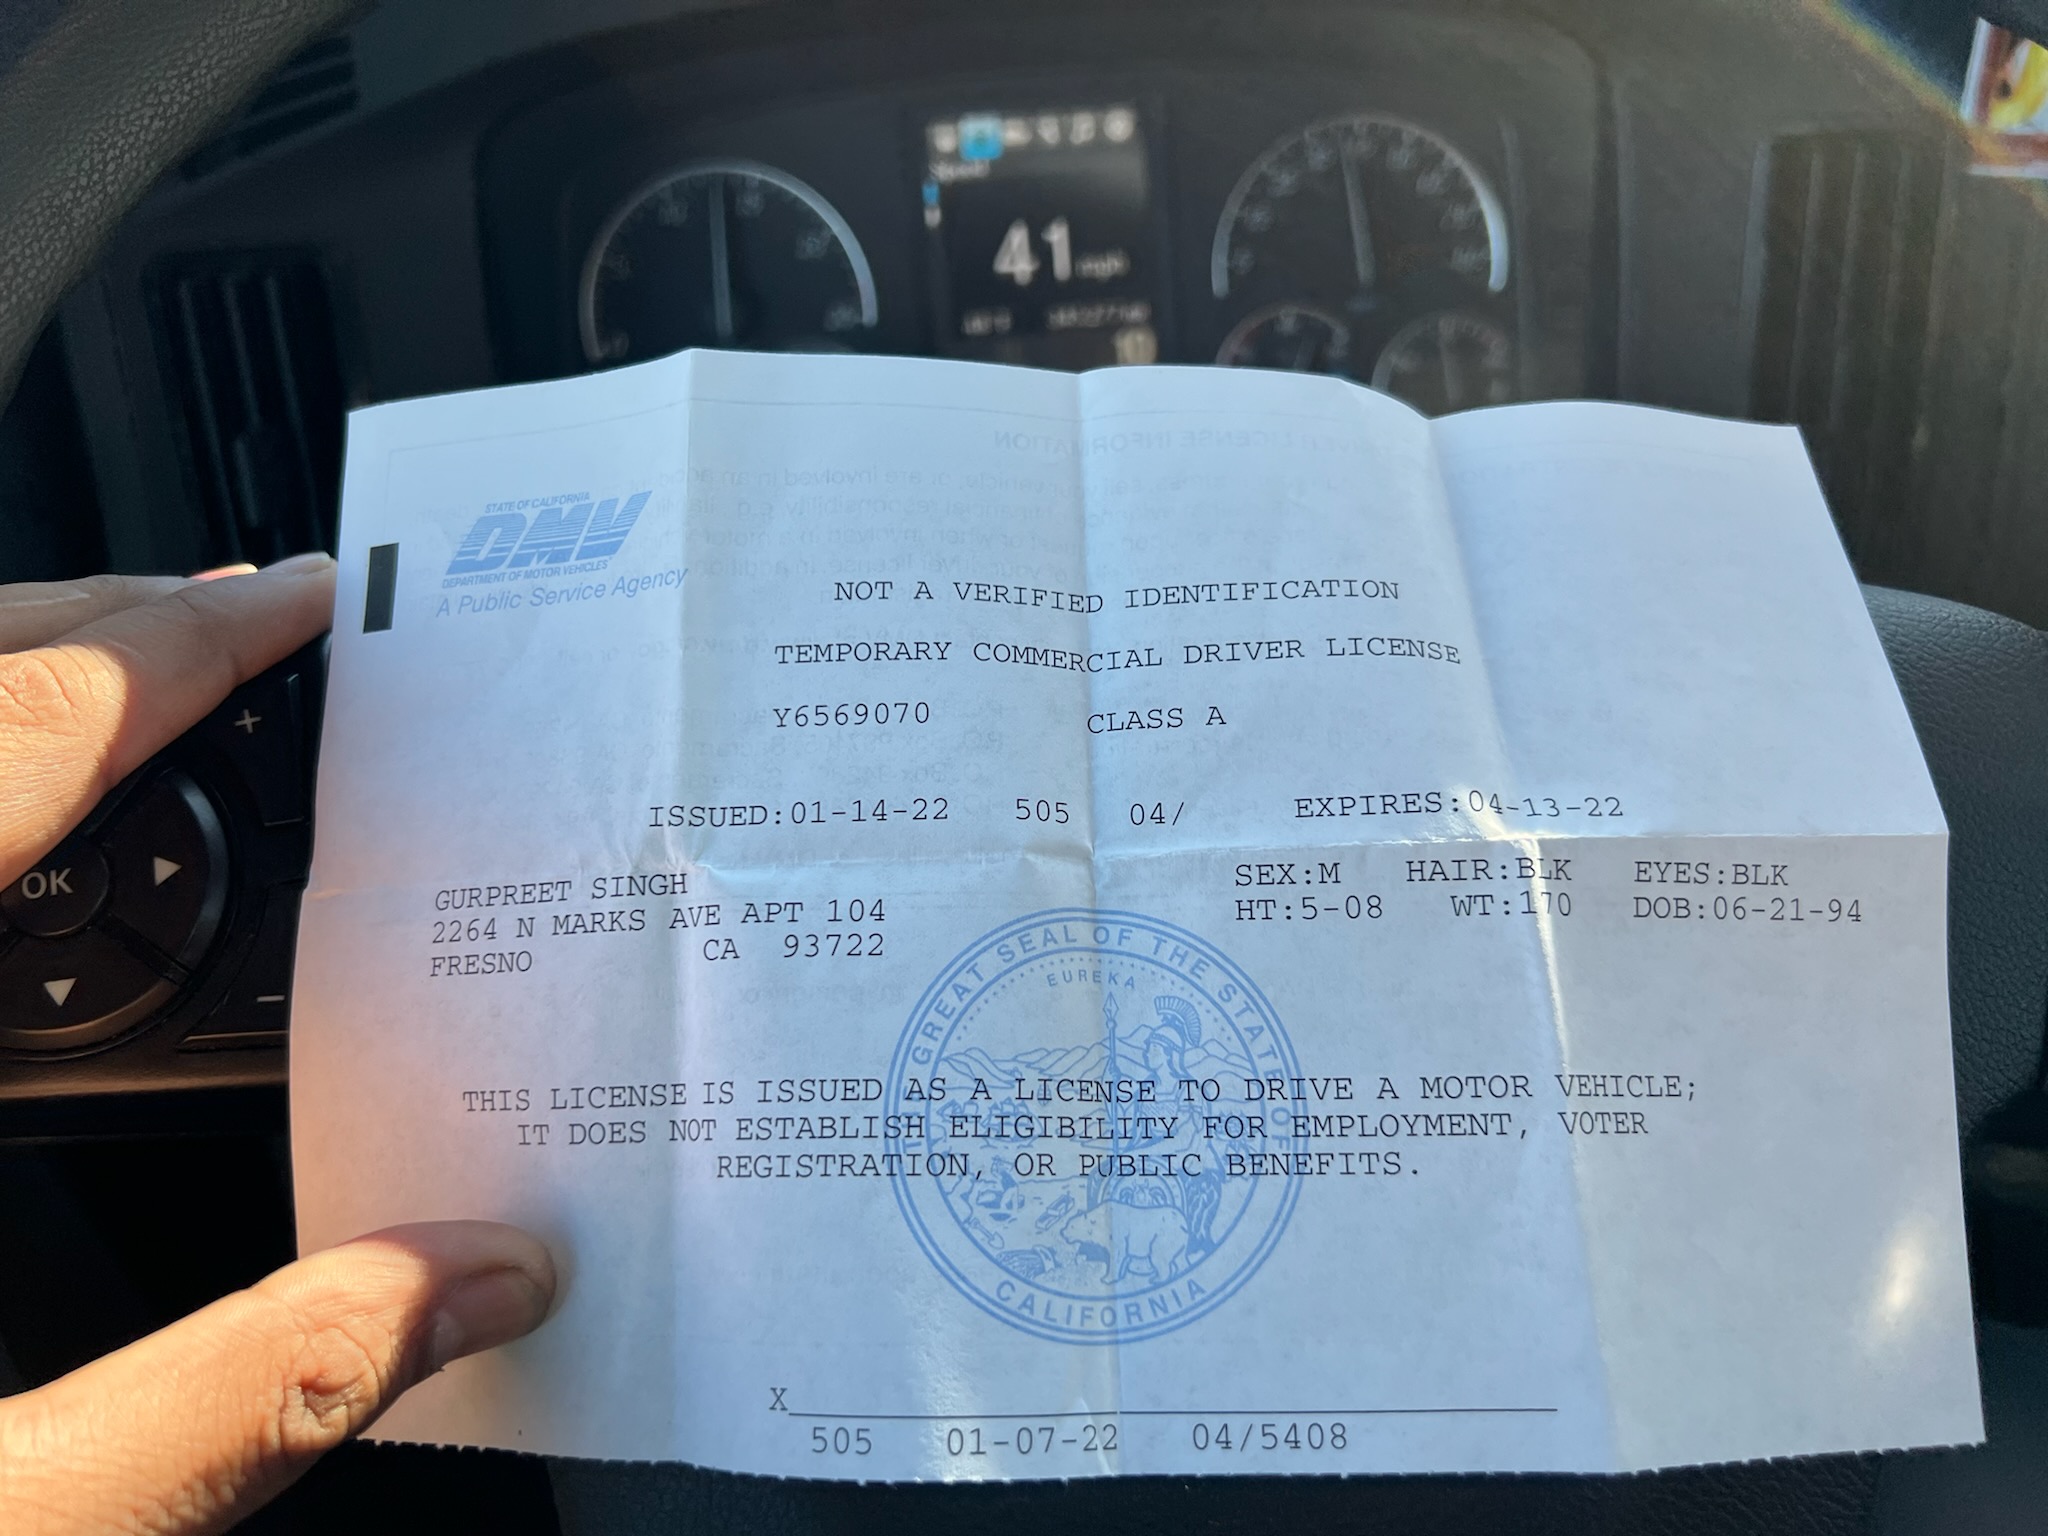 41 mph
STATE OF CALIFORNIA
DMV
DEPARTMENT OF MOTOR VEHICLES
A Public Service Agency
NOT A VERIFIED IDENTIFICATION
TEMPORARY COMMERCIAL DRIVER LICENSE
Y6569070 CLASS A
ISSUED:01-14-22 505 04/ EXPIRES:04-13-22
GURPREET SINGH
2264 N MARKS AVE APT 104
FRESNO CA 93722
SEX:M HAIR:BLK EYES:BLK
HT:5-08 WT:170 DOB:06-21-94
THE GREAT SEAL OF THE STATE OF CALIFORNIA
EUREKA
THIS LICENSE IS ISSUED AS A LICENSE TO DRIVE A MOTOR VEHICLE;
IT DOES NOT ESTABLISH ELIGIBILITY FOR EMPLOYMENT, VOTER
REGISTRATION, OR PUBLIC BENEFITS.
X
505 01-07-22 04/5408
+
OK
-